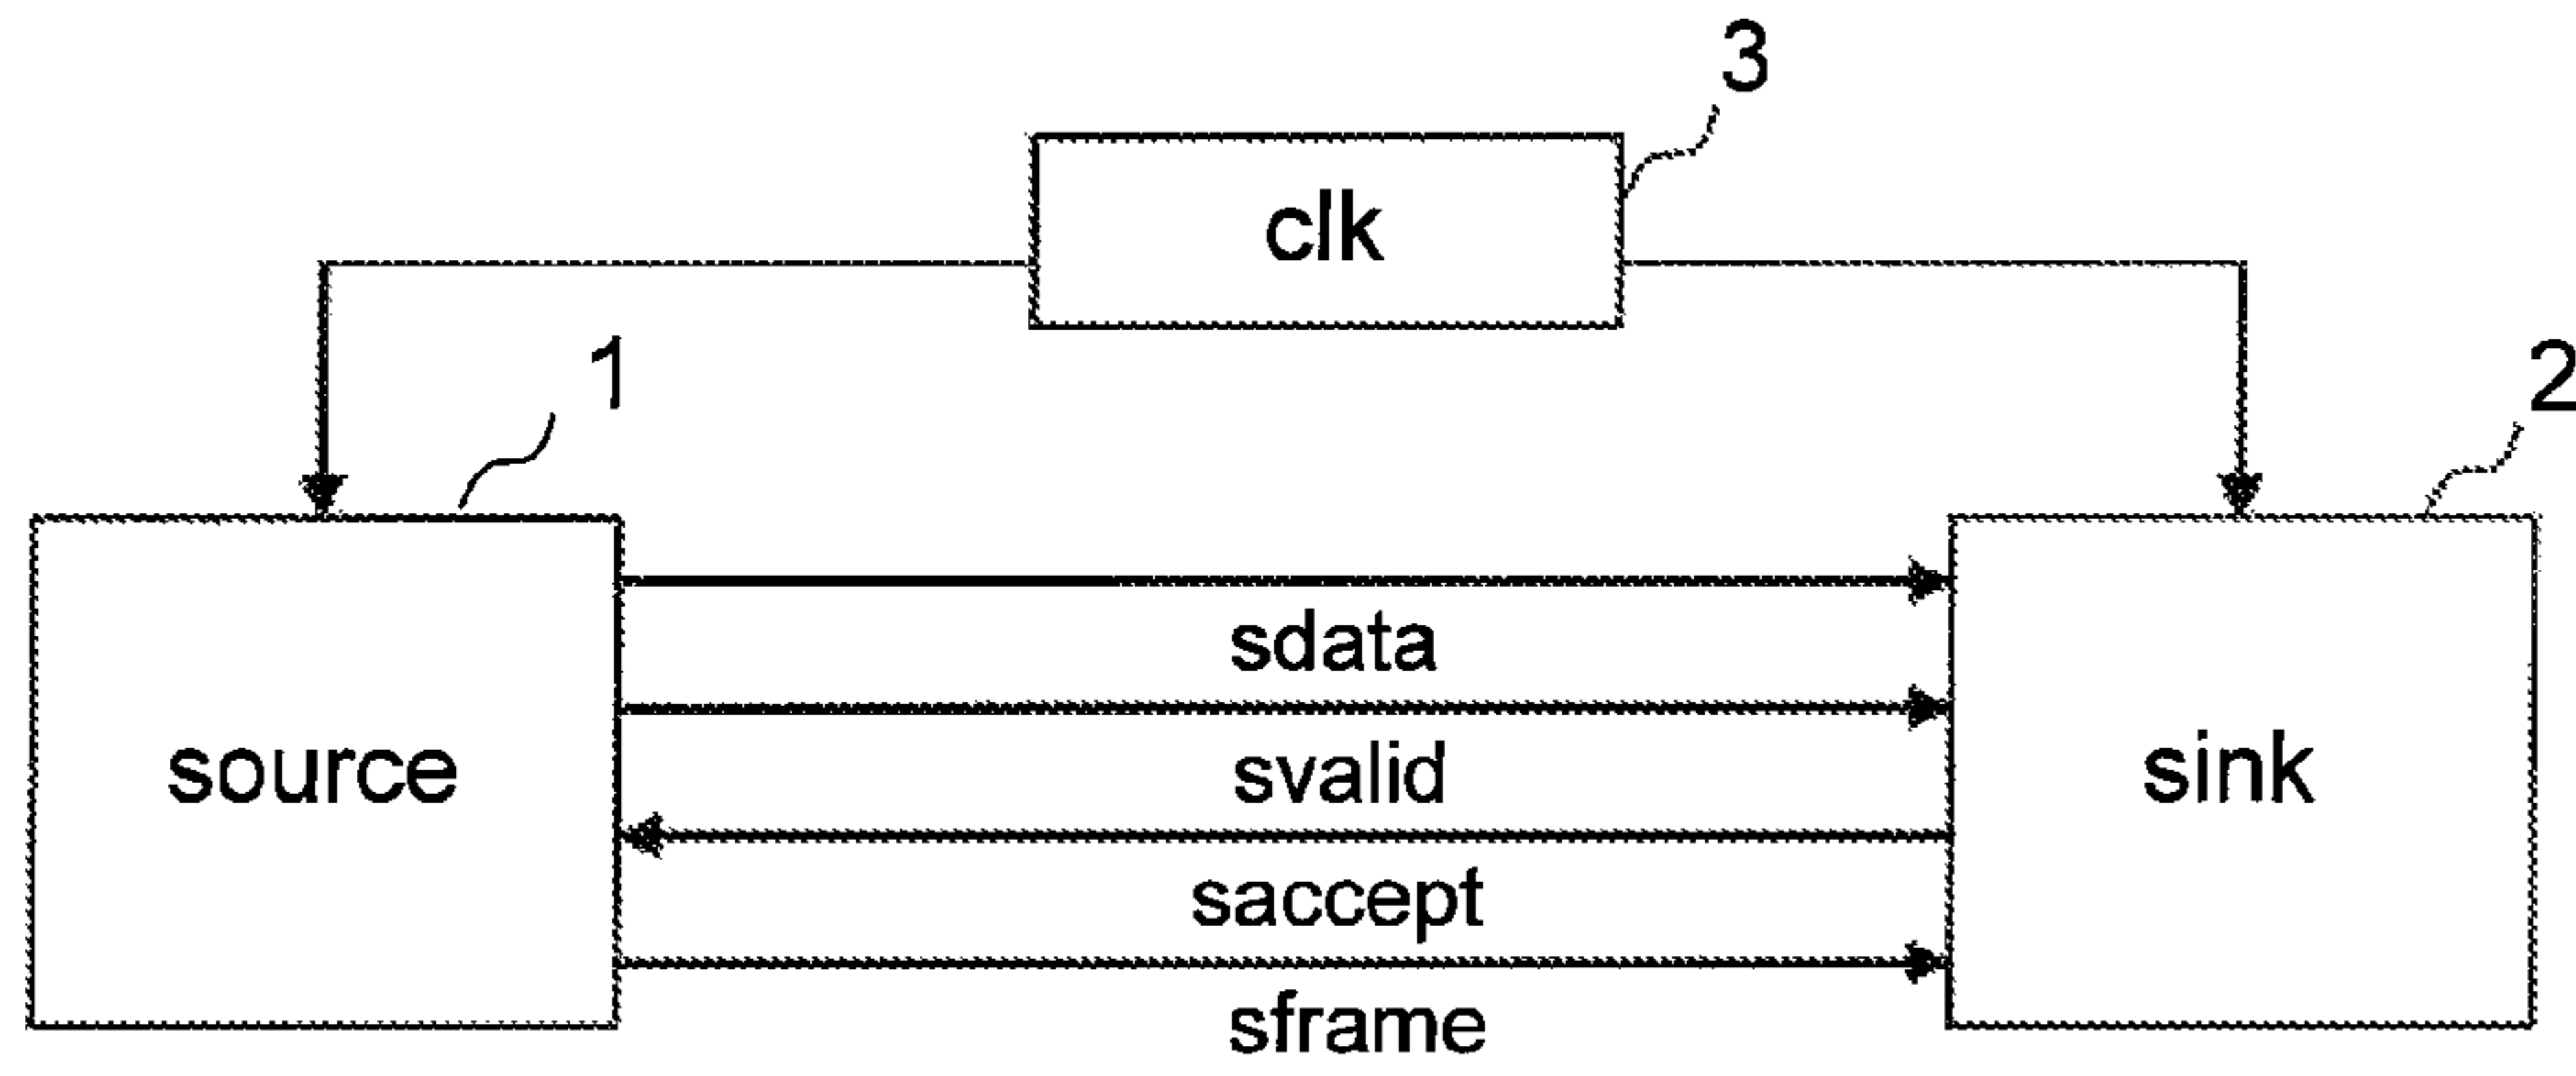 3
clk
1
2
sdata
source
svalid
sink
saccept
sframe